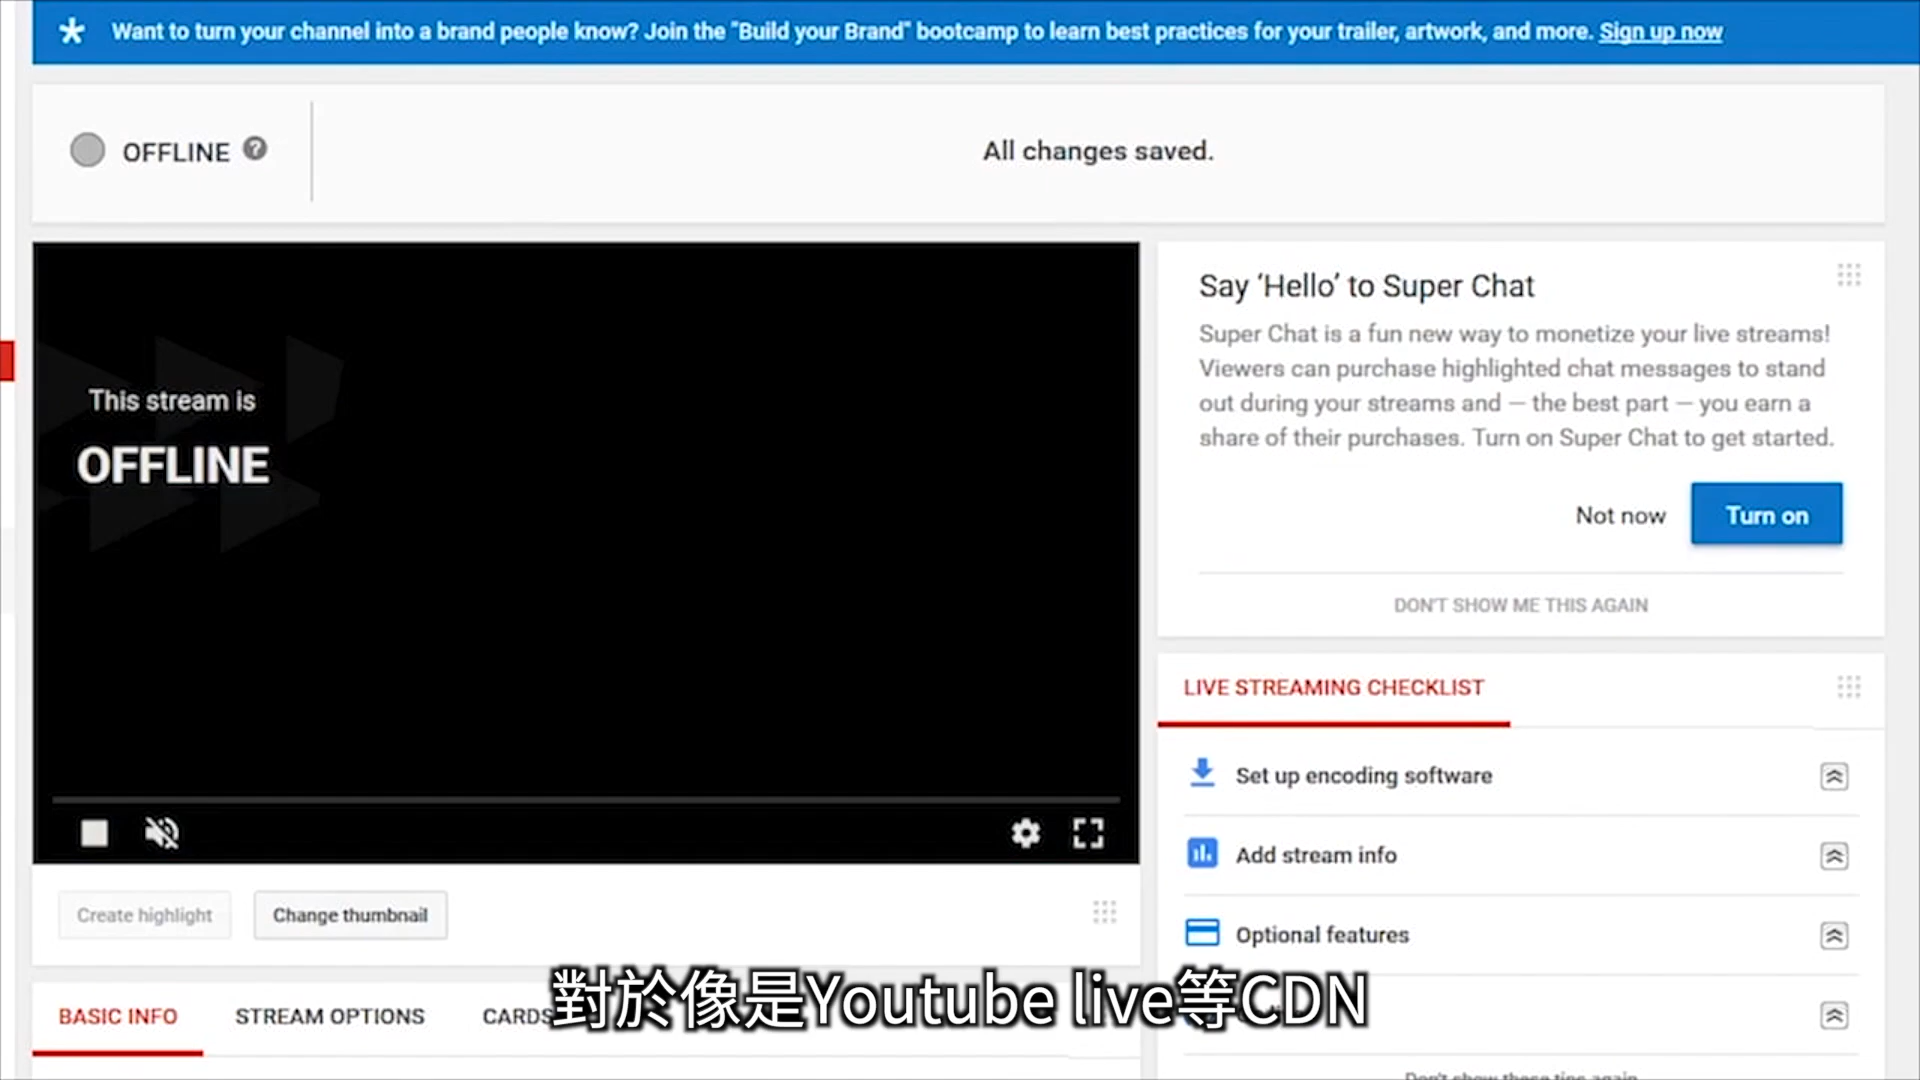 Want to turn your channel into a brand people know? Join the "Build your Brand" bootcamp to learn best practices for your trailer, artwork, and more. Sign up now
OFFLINE
All changes saved.
This stream is
OFFLINE
Say ‘Hello’ to Super Chat
Super Chat is a fun new way to monetize your live streams!
Viewers can purchase highlighted chat messages to stand
out during your streams and — the best part — you earn a
share of their purchases. Turn on Super Chat to get started.
Not now
Turn on
DON'T SHOW ME THIS AGAIN
LIVE STREAMING CHECKLIST
Set up encoding software
Add stream info
Optional features
Create highlight
Change thumbnail
BASIC INFO
STREAM OPTIONS
CARDS
對於像是Youtube live等CDN
Don't show these tips again